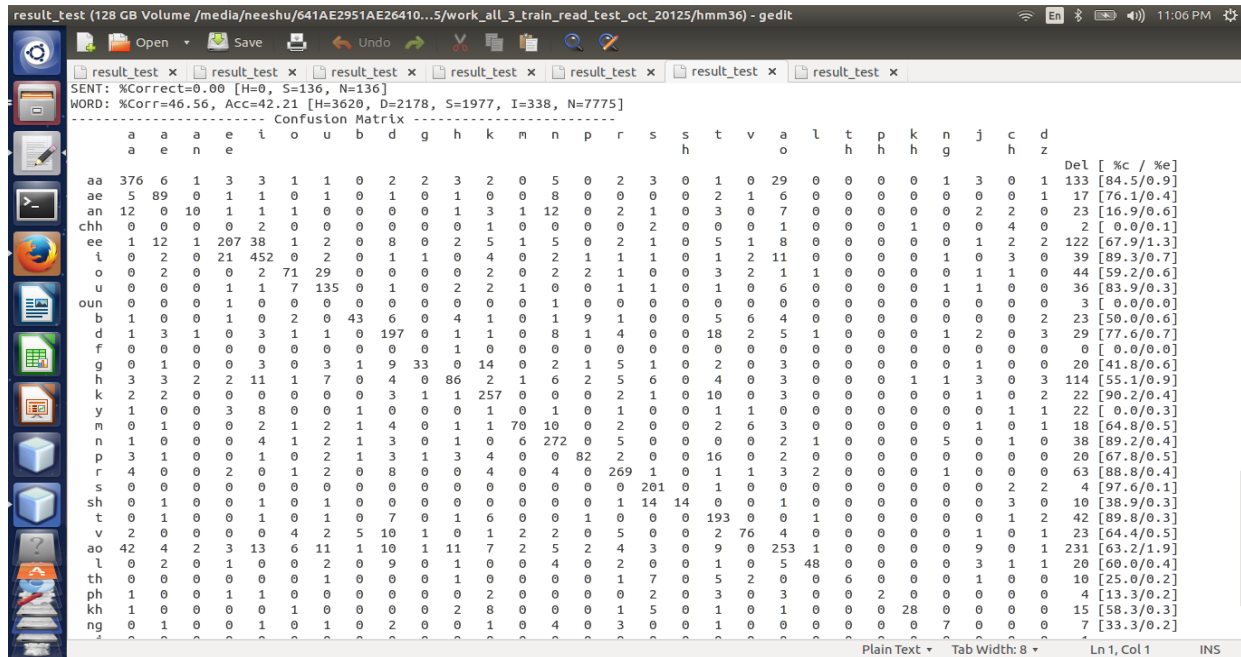 result_test (128 GB Volume /media/neeshu/641AE2951AE26410...5/work_all_3_train_read_test_oct_20125/hmm36) - gedit En 11:06 PM
Open Save Undo
result_test × result_test × result_test × result_test × result_test × result_test × result_test ×
SENT: %Correct=0.00 [H=0, S=136, N=136]
WORD: %Corr=46.56, Acc=42.21 [H=3620, D=2178, S=1977, I=338, N=7775]
------------------------ Confusion Matrix -------------------------
a a a e i o u b d g h k m n p r s s t v a l t p k n j c d
a e n e h o h h h g h z
Del [ %c / %e]
aa 376 6 1 3 3 1 1 0 2 2 3 2 0 5 0 2 3 0 1 0 29 0 0 0 0 1 3 0 1 133 [84.5/0.9]
ae 5 89 0 1 1 0 1 0 1 0 1 0 0 8 0 0 0 0 2 1 6 0 0 0 0 0 0 0 1 17 [76.1/0.4]
an 12 0 10 1 1 1 0 0 0 0 1 3 1 12 0 2 1 0 3 0 7 0 0 0 0 0 2 2 0 23 [16.9/0.6]
chh 0 0 0 0 2 0 0 0 0 0 0 1 0 0 0 0 2 0 0 0 1 0 0 0 1 0 0 4 0 2 [ 0.0/0.1]
ee 1 12 1 207 38 1 2 0 8 0 2 5 1 5 0 2 1 0 5 1 8 0 0 0 0 0 1 2 2 122 [67.9/1.3]
i 0 2 0 21 452 0 2 0 1 1 0 4 0 2 1 1 1 0 1 2 11 0 0 0 0 1 0 3 0 39 [89.3/0.7]
o 0 2 0 0 2 71 29 0 0 0 0 2 0 2 2 1 0 0 3 2 1 1 0 0 0 0 1 1 0 44 [59.2/0.6]
u 0 0 0 1 1 7 135 0 1 0 2 2 1 0 0 1 1 0 1 0 6 0 0 0 0 1 1 0 0 36 [83.9/0.3]
oun 0 0 0 1 0 0 0 0 0 0 0 0 0 1 0 0 0 0 0 0 0 0 0 0 0 0 0 0 0 3 [ 0.0/0.0]
b 1 0 0 1 0 2 0 43 6 0 4 1 0 1 9 1 0 0 5 6 4 0 0 0 0 0 0 0 2 23 [50.0/0.6]
d 1 3 1 0 3 1 1 0 197 0 1 1 0 8 1 4 0 0 18 2 5 1 0 0 0 1 2 0 3 29 [77.6/0.7]
f 0 0 0 0 0 0 0 0 0 0 1 0 0 0 0 0 0 0 0 0 0 0 0 0 0 0 0 0 0 0 [ 0.0/0.0]
g 0 1 0 0 3 0 3 1 9 33 0 14 0 2 1 5 1 0 2 0 3 0 0 0 0 0 1 0 0 20 [41.8/0.6]
h 3 3 2 2 11 1 7 0 4 0 86 2 1 6 2 5 6 0 4 0 3 0 0 0 1 1 3 0 3 114 [55.1/0.9]
k 2 2 0 0 0 0 0 0 3 1 1 257 0 0 0 2 1 0 10 0 3 0 0 0 0 0 1 0 2 22 [90.2/0.4]
y 1 0 0 3 8 0 0 1 0 0 0 1 0 1 0 1 0 0 1 1 0 0 0 0 0 0 0 1 1 22 [ 0.0/0.3]
m 0 1 0 0 2 1 2 1 4 0 1 1 70 10 0 2 0 0 2 6 3 0 0 0 0 0 1 0 1 18 [64.8/0.5]
n 1 0 0 0 4 1 2 1 3 0 1 0 6 272 0 5 0 0 0 0 2 1 0 0 0 5 0 1 0 38 [89.2/0.4]
p 3 1 0 0 1 0 2 1 3 1 3 4 0 0 82 2 0 0 16 0 2 0 0 0 0 0 0 0 0 20 [67.8/0.5]
r 4 0 0 2 0 1 2 0 8 0 0 4 0 4 0 269 1 0 1 1 3 2 0 0 0 1 0 0 0 63 [88.8/0.4]
s 0 0 0 0 0 0 0 0 0 0 0 0 0 0 0 0 201 0 1 0 0 0 0 0 0 0 0 2 2 4 [97.6/0.1]
sh 0 1 0 0 1 0 1 0 0 0 0 0 0 0 0 1 14 14 0 0 1 0 0 0 0 0 0 3 0 10 [38.9/0.3]
t 0 1 0 0 1 0 1 0 7 0 1 6 0 0 1 0 0 0 193 0 0 1 0 0 0 0 0 1 2 42 [89.8/0.3]
v 2 0 0 0 0 4 2 5 10 1 0 1 2 2 0 5 0 0 2 76 4 0 0 0 0 0 1 0 1 23 [64.4/0.5]
ao 42 4 2 3 13 6 11 1 10 1 11 7 2 5 2 4 3 0 9 0 253 1 0 0 0 0 9 0 1 231 [63.2/1.9]
l 0 2 0 1 0 0 2 0 9 0 1 0 0 4 0 2 0 0 1 0 5 48 0 0 0 0 3 1 1 20 [60.0/0.4]
th 0 0 0 0 0 1 0 0 1 0 1 0 0 0 0 1 7 0 5 2 0 0 6 0 0 0 1 0 0 10 [25.0/0.2]
ph 1 0 0 1 1 0 0 0 0 0 0 2 0 0 0 0 2 0 3 0 3 0 0 2 0 0 0 0 0 4 [13.3/0.2]
kh 1 0 0 0 0 1 0 0 0 0 2 8 0 0 0 1 5 0 1 0 1 0 0 0 28 0 0 0 0 15 [58.3/0.3]
ng 0 1 0 0 1 0 1 0 2 0 0 1 0 4 0 3 0 0 1 0 0 0 0 0 0 7 0 0 0 7 [33.3/0.2]
Plain Text Tab Width: 8 Ln 1, Col 1 INS